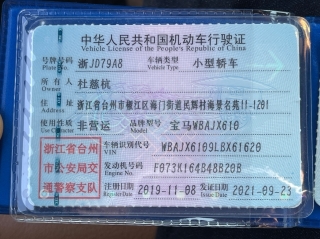 中华人民共和国机动车行驶证
Vehicle License of the People's Republic of China
号牌号码 浙JD79A8 车辆类型 小型轿车
Plate No. Vehicle Type
所有人 杜慈杭
Owner
住址 浙江省台州市椒江区海门街道民辉村海景名苑11-1201
Address
使用性质 非营运 品牌型号 宝马WBAJX610
Use Character Model
浙江省台州市公安局交通警察支队
车辆识别代号 WBAJX6109LBX61620
VIN
发动机号码 F073K164B48B20B
Engine No.
注册日期 2019-11-08 发证日期 2021-09-23
Register Date Issue Date